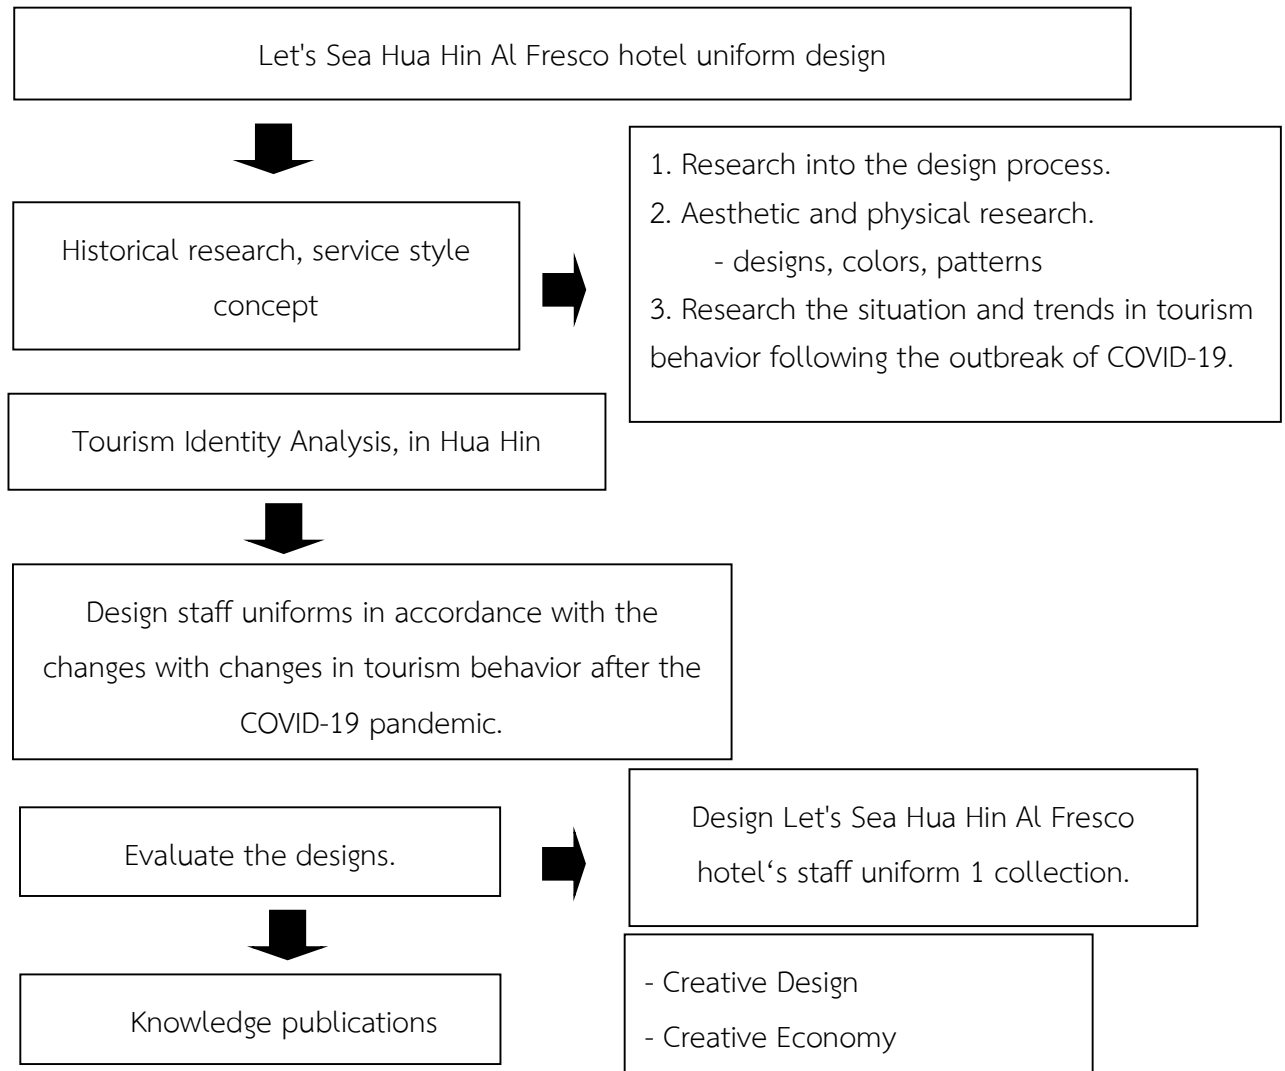 Let's Sea Hua Hin Al Fresco hotel uniform design
Historical research, service style
concept
1. Research into the design process.
2. Aesthetic and physical research.
- designs, colors, patterns
3. Research the situation and trends in tourism
behavior following the outbreak of COVID-19.
Tourism Identity Analysis, in Hua Hin
Design staff uniforms in accordance with the
changes with changes in tourism behavior after the
COVID-19 pandemic.
Evaluate the designs.
Design Let's Sea Hua Hin Al Fresco
hotel‘s staff uniform 1 collection.
Knowledge publications
- Creative Design
- Creative Economy